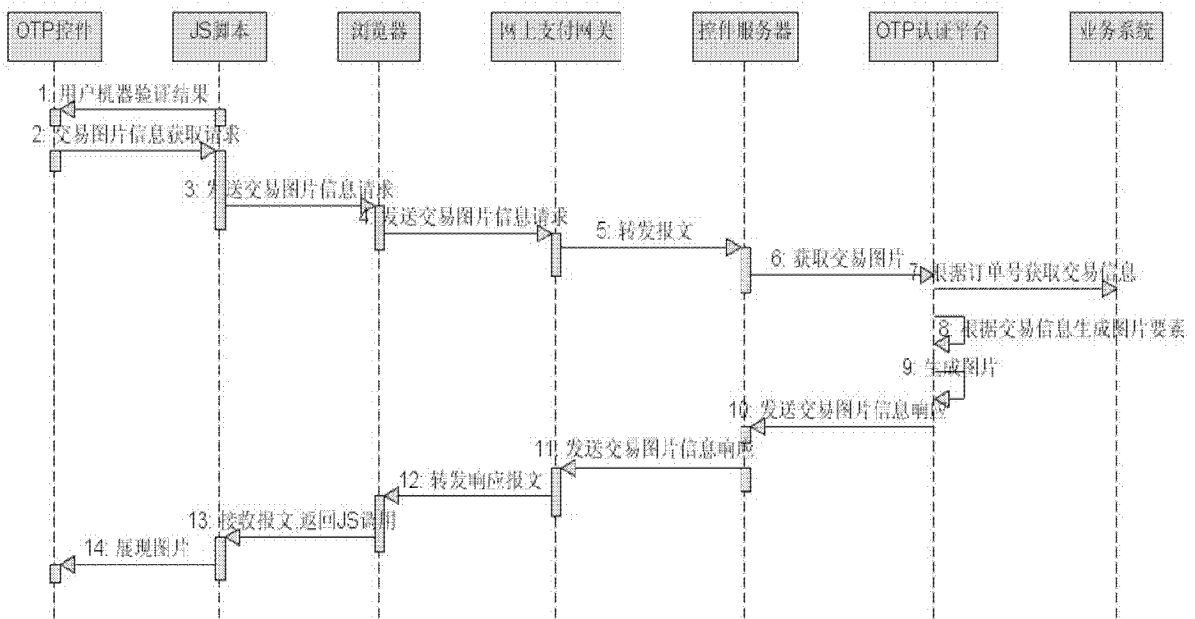 OTP控件
JS脚本
浏览器
网上支付网关
控件服务器
OTP认证平台
业务系统
1: 用户机器验证结果
2: 交易图片信息获取请求
3: 发送交易图片信息请求
4: 发送交易图片信息请求
5: 转发报文
6: 获取交易图片
7: 根据订单号获取交易信息
8: 根据交易信息生成图片要素
9: 生成图片
10: 发送交易图片信息响应
11: 发送交易图片信息响应
12: 转发响应报文
13: 接收报文,返回JS调用
14: 展现图片